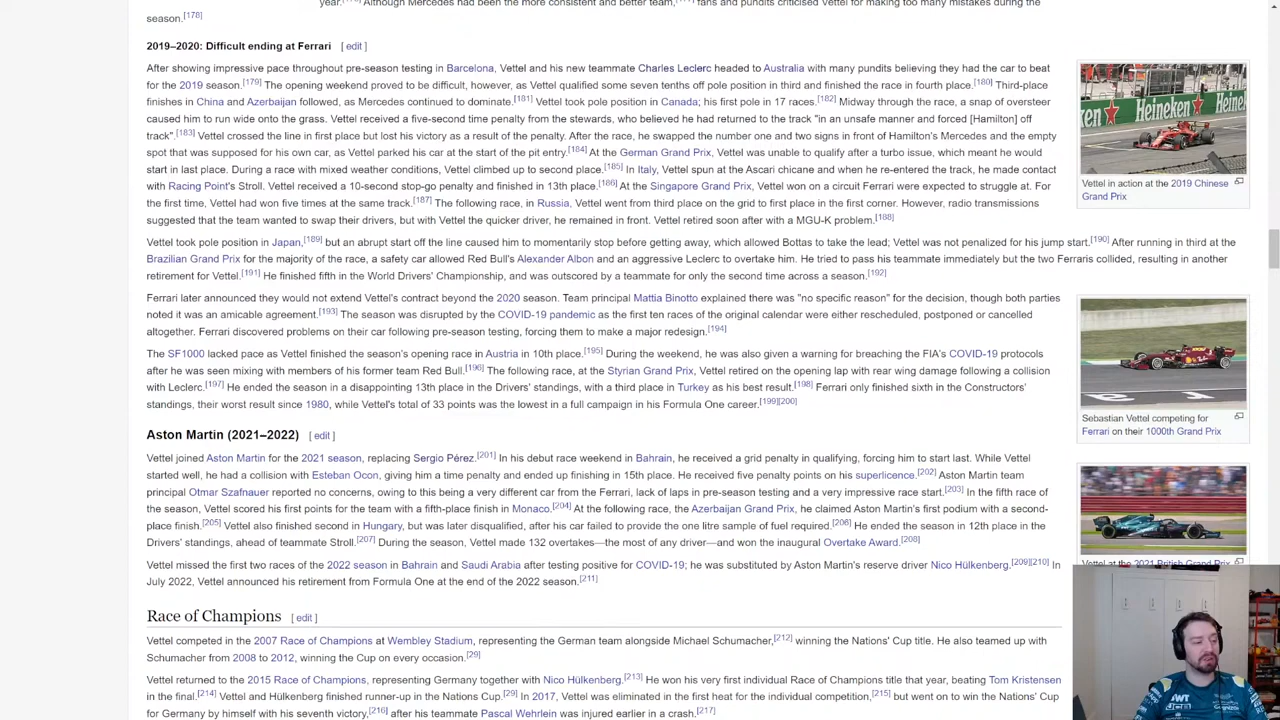 year.[176] Although Mercedes had been the more consistent and better team, fans and pundits criticised Vettel for making too many mistakes during the
season.[178]
2019–2020: Difficult ending at Ferrari [ edit ]
After showing impressive pace throughout pre-season testing in Barcelona, Vettel and his new teammate Charles Leclerc headed to Australia with many pundits believing they had the car to beat
for the 2019 season.[179] The opening weekend proved to be difficult, however, as Vettel qualified some seven tenths off pole position in third and finished the race in fourth place.[180] Third-place
finishes in China and Azerbaijan followed, as Mercedes continued to dominate.[181] Vettel took pole position in Canada; his first pole in 17 races.[182] Midway through the race, a snap of oversteer
caused him to run wide onto the grass. Vettel received a five-second time penalty from the stewards, who believed he had returned to the track "in an unsafe manner and forced [Hamilton] off
track".[183] Vettel crossed the line in first place but lost his victory as a result of the penalty. After the race, he swapped the number one and two signs in front of Hamilton's Mercedes and the empty
spot that was supposed for his own car, as Vettel parked his car at the start of the pit entry.[184] At the German Grand Prix, Vettel was unable to qualify after a turbo issue, which meant he would
start in last place. During a race with mixed weather conditions, Vettel climbed up to second place.[185] In Italy, Vettel spun at the Ascari chicane and when he re-entered the track, he made contact
with Racing Point's Stroll. Vettel received a 10-second stop-go penalty and finished in 13th place.[186] At the Singapore Grand Prix, Vettel won on a circuit Ferrari were expected to struggle at. For
the first time, Vettel had won five times at the same track.[187] The following race, in Russia, Vettel went from third place on the grid to first place in the first corner. However, radio transmissions
suggested that the team wanted to swap their drivers, but with Vettel the quicker driver, he remained in front. Vettel retired soon after with a MGU-K problem.[188]
Vettel took pole position in Japan,[189] but an abrupt start off the line caused him to momentarily stop before getting away, which allowed Bottas to take the lead; Vettel was not penalized for his jump start.[190] After running in third at the
Brazilian Grand Prix for the majority of the race, a safety car allowed Red Bull's Alexander Albon and an aggressive Leclerc to overtake him. He tried to pass his teammate immediately but the two Ferraris collided, resulting in another
retirement for Vettel.[191] He finished fifth in the World Drivers' Championship, and was outscored by a teammate for only the second time across a season.[192]
Ferrari later announced they would not extend Vettel's contract beyond the 2020 season. Team principal Mattia Binotto explained there was "no specific reason" for the decision, though both parties
noted it was an amicable agreement.[193] The season was disrupted by the COVID-19 pandemic as the first ten races of the original calendar were either rescheduled, postponed or cancelled
altogether. Ferrari discovered problems on their car following pre-season testing, forcing them to make a major redesign.[194]
The SF1000 lacked pace as Vettel finished the season's opening race in Austria in 10th place.[195] During the weekend, he was also given a warning for breaching the FIA's COVID-19 protocols
after he was seen mixing with members of his former team Red Bull.[196] The following race, at the Styrian Grand Prix, Vettel retired on the opening lap with rear wing damage following a collision
with Leclerc.[197] He ended the season in a disappointing 13th place in the Drivers' standings, with a third place in Turkey as his best result.[198] Ferrari only finished sixth in the Constructors'
standings, their worst result since 1980, while Vettel's total of 33 points was the lowest in a full campaign in his Formula One career.[199][200]
Aston Martin (2021–2022) [ edit ]
Vettel joined Aston Martin for the 2021 season, replacing Sergio Pérez.[201] In his debut race weekend in Bahrain, he received a grid penalty in qualifying, forcing him to start last. While Vettel
started well, he had a collision with Esteban Ocon, giving him a time penalty and ended up finishing in 15th place. He received five penalty points on his superlicence.[202] Aston Martin team
principal Otmar Szafnauer reported no concerns, owing to this being a very different car from the Ferrari, lack of laps in pre-season testing and a very impressive race start.[203] In the fifth race of
the season, Vettel scored his first points for the team with a fifth-place finish in Monaco.[204] At the following race, the Azerbaijan Grand Prix, he claimed Aston Martin's first podium with a second-
place finish.[205] Vettel also finished second in Hungary, but was later disqualified, after his car failed to provide the one litre sample of fuel required.[206] He ended the season in 12th place in the
Drivers' standings, ahead of teammate Stroll.[207] During the season, Vettel made 132 overtakes—the most of any driver—and won the inaugural Overtake Award.[208]
Vettel missed the first two races of the 2022 season in Bahrain and Saudi Arabia after testing positive for COVID-19; he was substituted by Aston Martin's reserve driver Nico Hülkenberg.[209][210] In
July 2022, Vettel announced his retirement from Formula One at the end of the 2022 season.[211]
Race of Champions [ edit ]
Vettel competed in the 2007 Race of Champions at Wembley Stadium, representing the German team alongside Michael Schumacher,[212] winning the Nations' Cup title. He also teamed up with
Schumacher from 2008 to 2012, winning the Cup on every occasion.[29]
Vettel returned to the 2015 Race of Champions, representing Germany together with Nico Hülkenberg.[213] He won his very first individual Race of Champions title that year, beating Tom Kristensen
in the final.[214] Vettel and Hülkenberg finished runner-up in the Nations Cup.[29] In 2017, Vettel was eliminated in the first heat for the individual competition,[215] but went on to win the Nations' Cup
for Germany by himself with his seventh victory,[216] after his teammate Pascal Wehrlein was injured earlier in a crash.[217]
Heineken
Heinek
Vettel in action at the 2019 Chinese
Grand Prix
Sebastian Vettel competing for
Ferrari on their 1000th Grand Prix
Vettel at the 2021 British Grand Prix
JCB